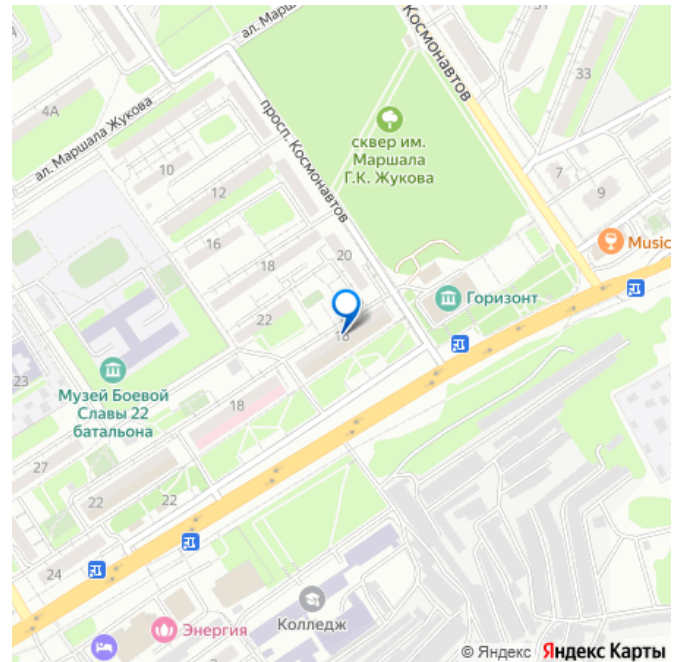 ал. Маршала
Космонавтов
33
4А
ал. Маршала Жукова
просп. Космонавтов
сквер им.
Маршала
Г.К. Жукова
10
7
12
9
16
Music
20
18
Горизонт
22
Музей Боевой
Славы 22
батальона
23
18
27
22
22
24
Колледж
Энергия
© Яндекс Яндекс Карты